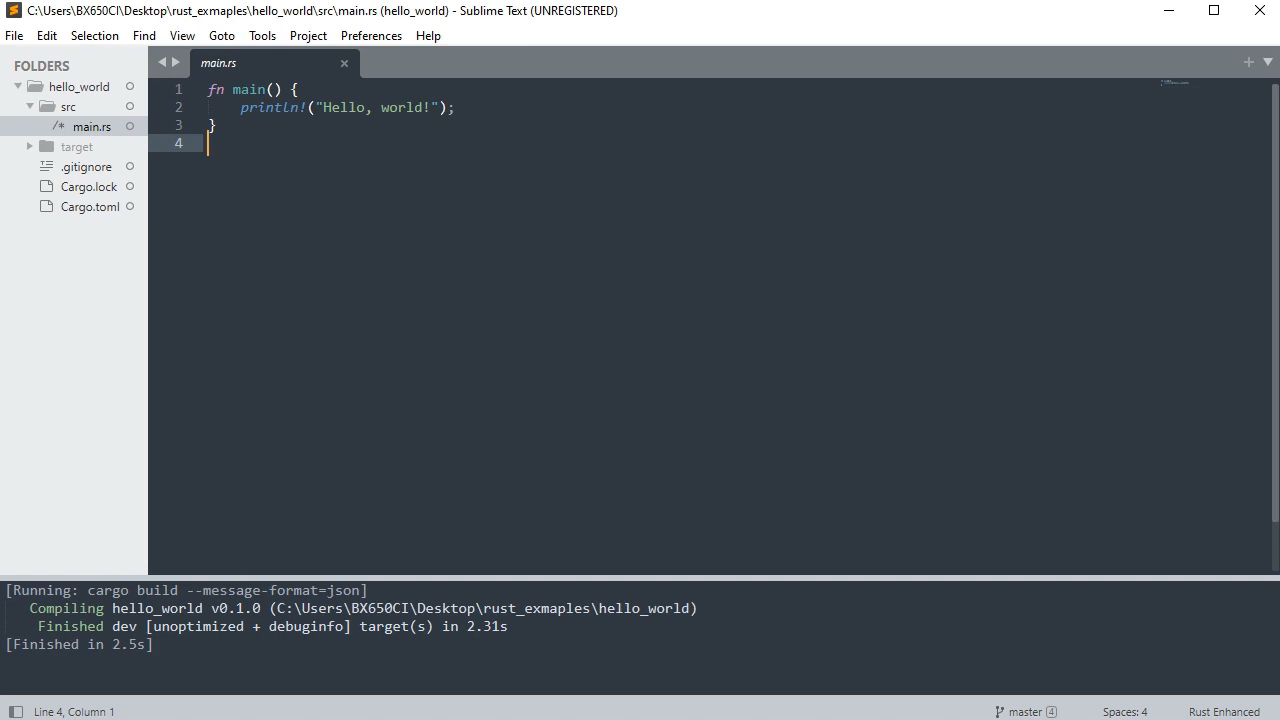 C:\Users\BX650CI\Desktop\rust_exmaples\hello_world\src\main.rs (hello_world) - Sublime Text (UNREGISTERED)
File Edit Selection Find View Goto Tools Project Preferences Help
FOLDERS
hello_world
src
/* main.rs
target
.gitignore
Cargo.lock
Cargo.toml
main.rs
1 fn main() {
2 println!("Hello, world!");
3 }
4
[Running: cargo build --message-format=json]
Compiling hello_world v0.1.0 (C:\Users\BX650CI\Desktop\rust_exmaples\hello_world)
Finished dev [unoptimized + debuginfo] target(s) in 2.31s
[Finished in 2.5s]
Line 4, Column 1 master 4 Spaces: 4 Rust Enhanced